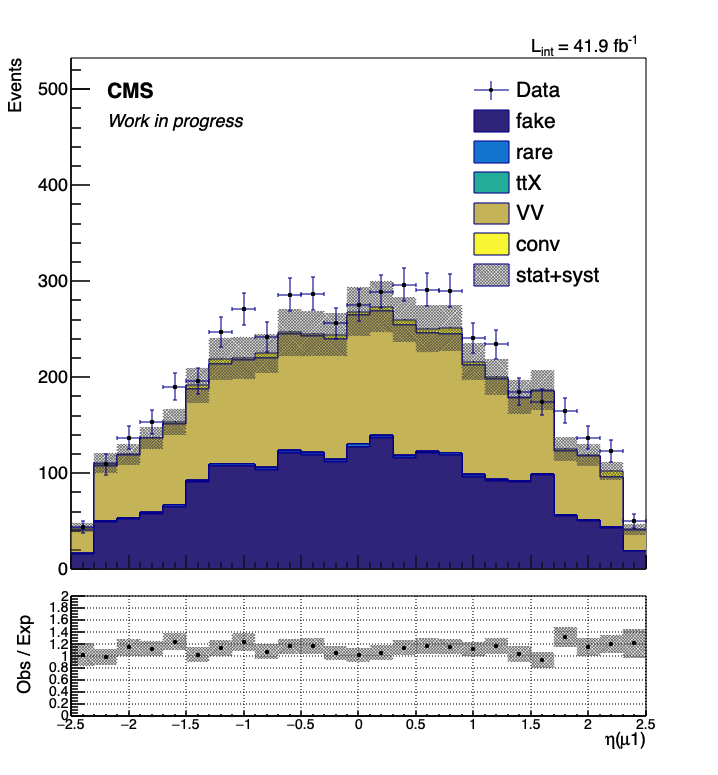 L_int = 41.9 fb⁻¹
Events
CMS
Work in progress
Data
fake
rare
ttX
VV
conv
stat+syst
500
400
300
200
100
0
Obs / Exp
2
1.8
1.6
1.4
1.2
1
0.8
0.6
0.4
0.2
0
−2.5 −2 −1.5 −1 −0.5 0 0.5 1 1.5 2 2.5
η(μ1)